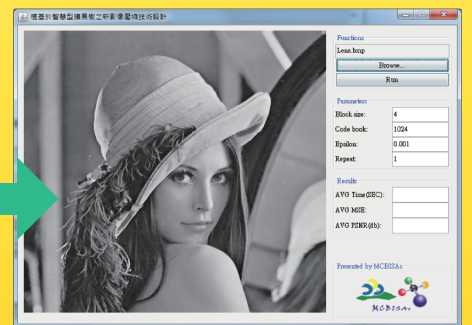 植基於智慧型擴展樹之新影像壓縮技術設計
Functions
Lena.bmp
Browse...
Run
Parameters
Block size: 4
Code book: 1024
Epsilon: 0.001
Repeat: 1
Results
AVG Time(SEC):
AVG MSE:
AVG PSNR(db):
Presented by MCBISAs
MCBISAs